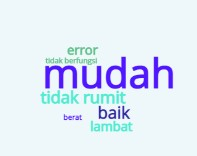 error
tidak berfungsi
mudah
tidak rumit
baik
berat
lambat